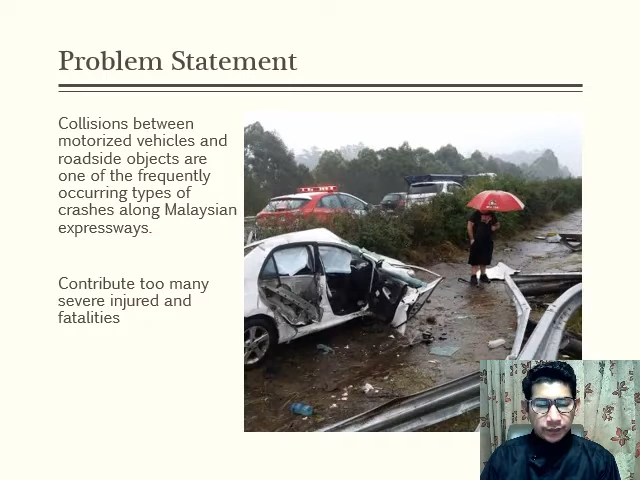 Problem Statement
Collisions between
motorized vehicles and
roadside objects are
one of the frequently
occurring types of
crashes along Malaysian
expressways.
Contribute too many
severe injured and
fatalities